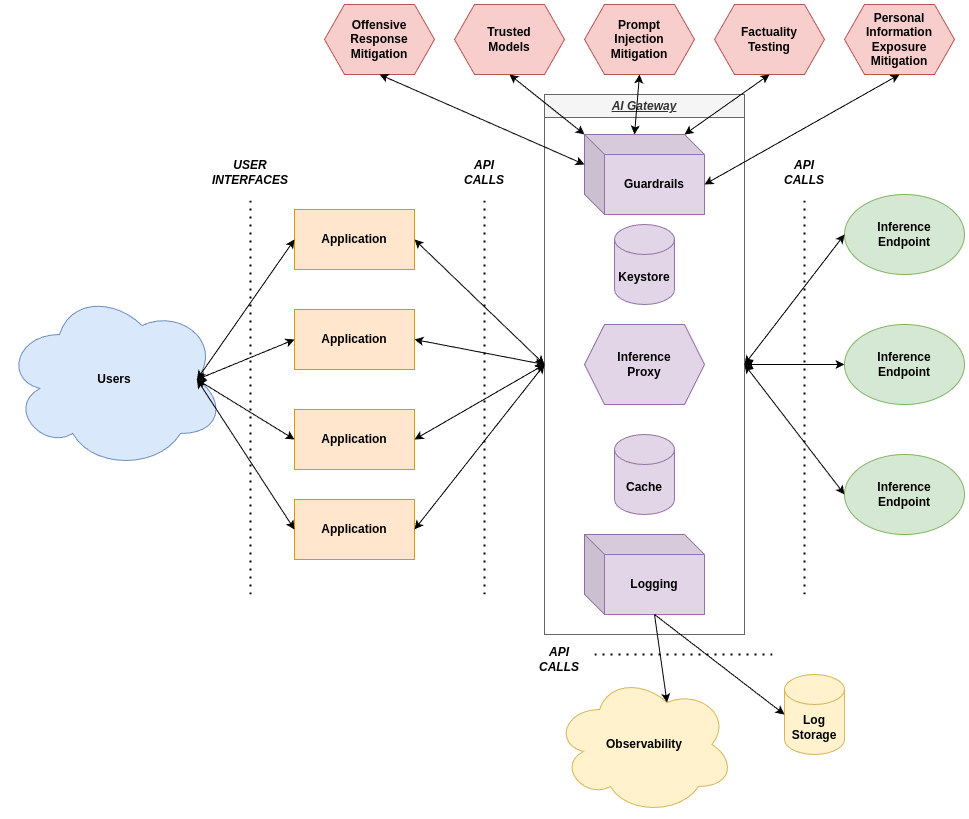 Offensive
Response
Mitigation
Trusted
Models
Prompt
Injection
Mitigation
Factuality
Testing
Personal
Information
Exposure
Mitigation
AI Gateway
USER
INTERFACES
API
CALLS
Guardrails
API
CALLS
Application
Inference
Endpoint
Keystore
Application
Users
Inference
Proxy
Inference
Endpoint
Application
Cache
Inference
Endpoint
Application
Logging
API
CALLS
Observability
Log
Storage